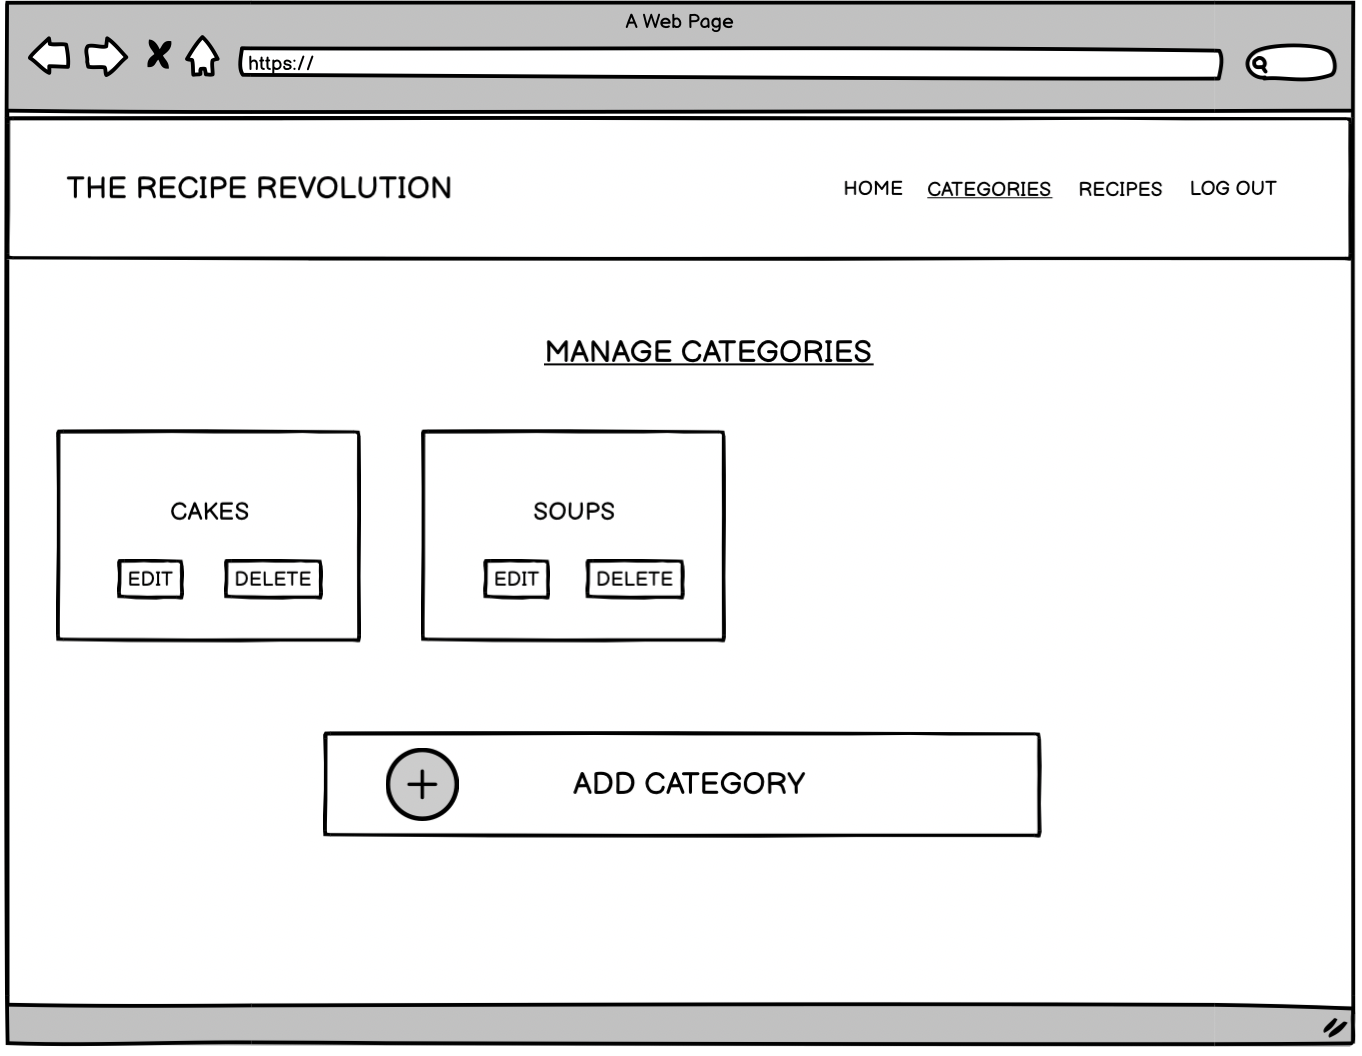 A Web Page
https://
THE RECIPE REVOLUTION
HOME CATEGORIES RECIPES LOG OUT
MANAGE CATEGORIES
CAKES SOUPS
EDIT DELETE EDIT DELETE
ADD CATEGORY